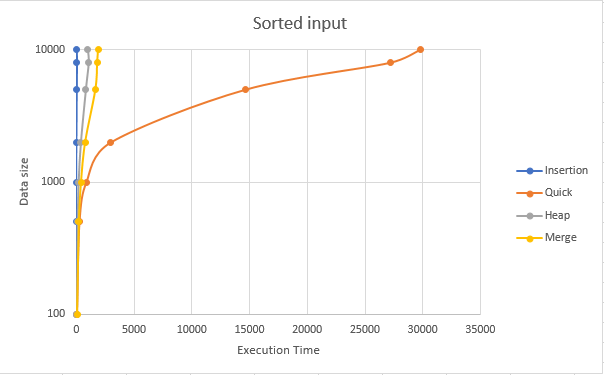 Sorted input
10000
1000
100
Data size
0 5000 10000 15000 20000 25000 30000 35000
Execution Time
Insertion
Quick
Heap
Merge